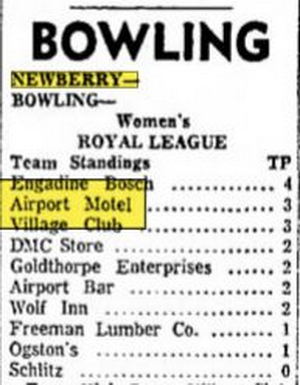 BOWLING
NEWBERRY—
BOWLING—
Women's
ROYAL LEAGUE
Team Standings TP
Engadine Bosch .............. 4
Airport Motel .............. 3
Village Club .............. 3
DMC Store .............. 2
Goldthorpe Enterprises ...... 2
Airport Bar .............. 2
Wolf Inn .............. 2
Freeman Lumber Co. ...... 1
Ogston's .............. 1
Schlitz .............. 0